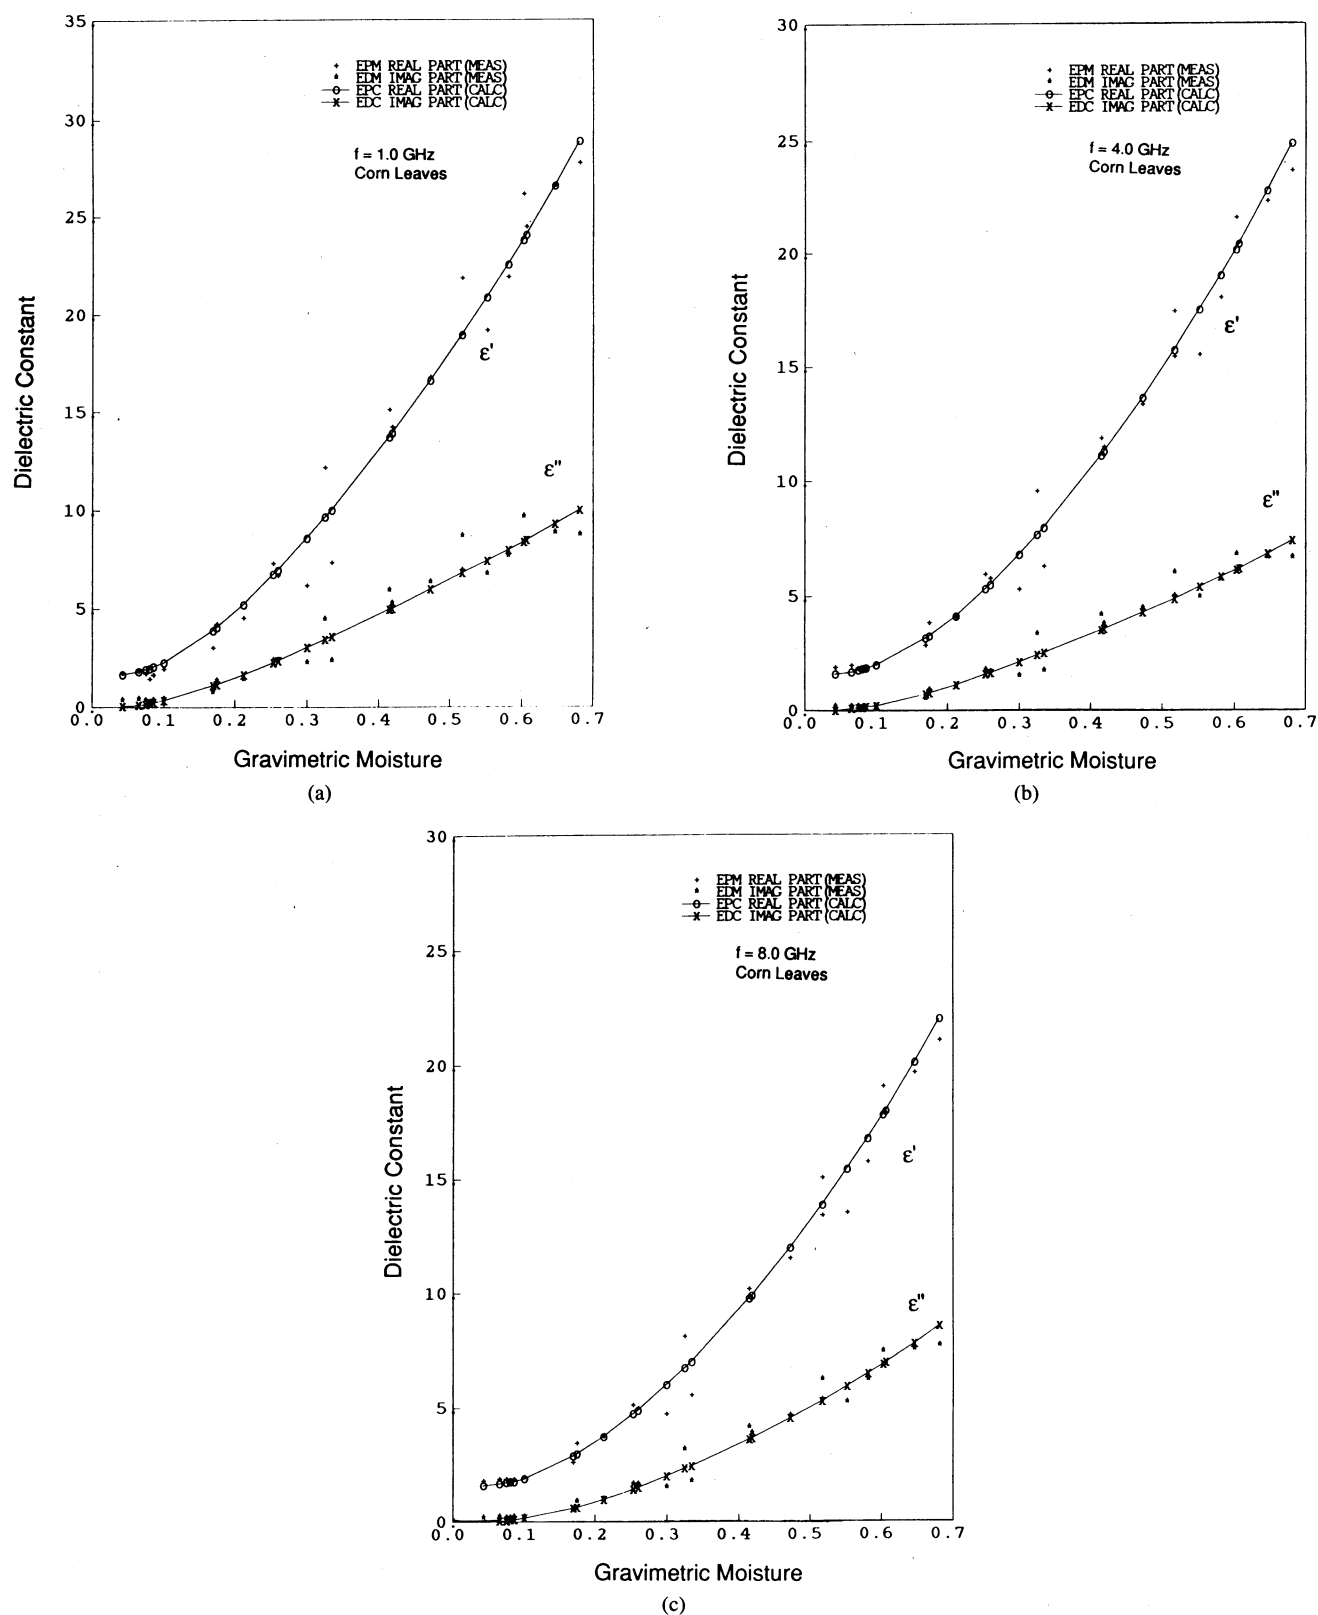 35
30
25
20
15
10
5
0
Dielectric Constant
+ EPM REAL PART(MEAS)
EDM IMAG PART(MEAS)
EPC REAL PART(CALC)
EDC IMAG PART(CALC)
f = 1.0 GHz
Corn Leaves
ε'
ε"
0.0 0.1 0.2 0.3 0.4 0.5 0.6 0.7
Gravimetric Moisture
(a)
30
25
20
15
10
5
0
Dielectric Constant
+ EPM REAL PART(MEAS)
EDM IMAG PART(MEAS)
EPC REAL PART(CALC)
EDC IMAG PART(CALC)
f = 4.0 GHz
Corn Leaves
ε'
ε"
0.0 0.1 0.2 0.3 0.4 0.5 0.6 0.7
Gravimetric Moisture
(b)
30
25
20
15
10
5
0
Dielectric Constant
+ EPM REAL PART(MEAS)
EDM IMAG PART(MEAS)
EPC REAL PART(CALC)
EDC IMAG PART(CALC)
f = 8.0 GHz
Corn Leaves
ε'
ε"
0.0 0.1 0.2 0.3 0.4 0.5 0.6 0.7
Gravimetric Moisture
(c)